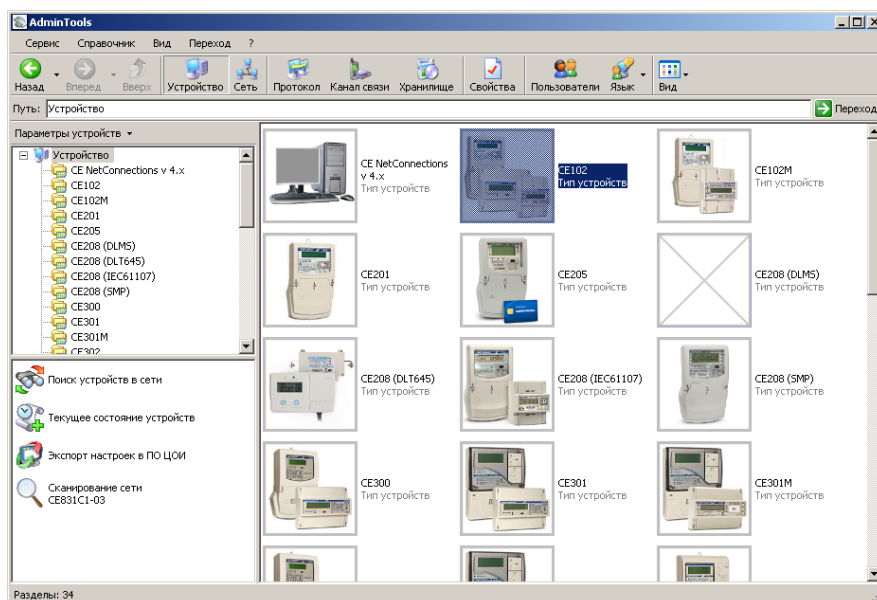 AdminTools
Сервис Справочник Вид Переход ?
Назад Вперед Вверх Устройство Сеть Протокол Канал связи Хранилище Свойства Пользователи Язык Вид
Путь: Устройство Переход
Параметры устройств
Устройство
CE NetConnections v 4.x
CE102
CE102M
CE201
CE205
CE208 (DLMS)
CE208 (DLT645)
CE208 (IEC61107)
CE208 (SMP)
CE300
CE301
CE301M
CE302
Поиск устройств в сети
Текущее состояние устройств
Экспорт настроек в ПО ЦОИ
Сканирование сети
CE831C1-03
CE NetConnections
v 4.x
Тип устройств
CE102
Тип устройств
CE102M
Тип устройств
CE201
Тип устройств
CE205
Тип устройств
CE208 (DLMS)
Тип устройств
CE208 (DLT645)
Тип устройств
CE208 (IEC61107)
Тип устройств
CE208 (SMP)
Тип устройств
CE300
Тип устройств
CE301
Тип устройств
CE301M
Тип устройств
Разделы: 34